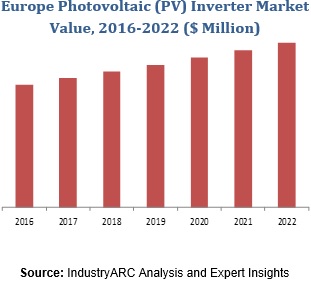 Europe Photovoltaic (PV) Inverter Market
Value, 2016-2022 ($ Million)
2016 2017 2018 2019 2020 2021 2022
Source: IndustryARC Analysis and Expert Insights